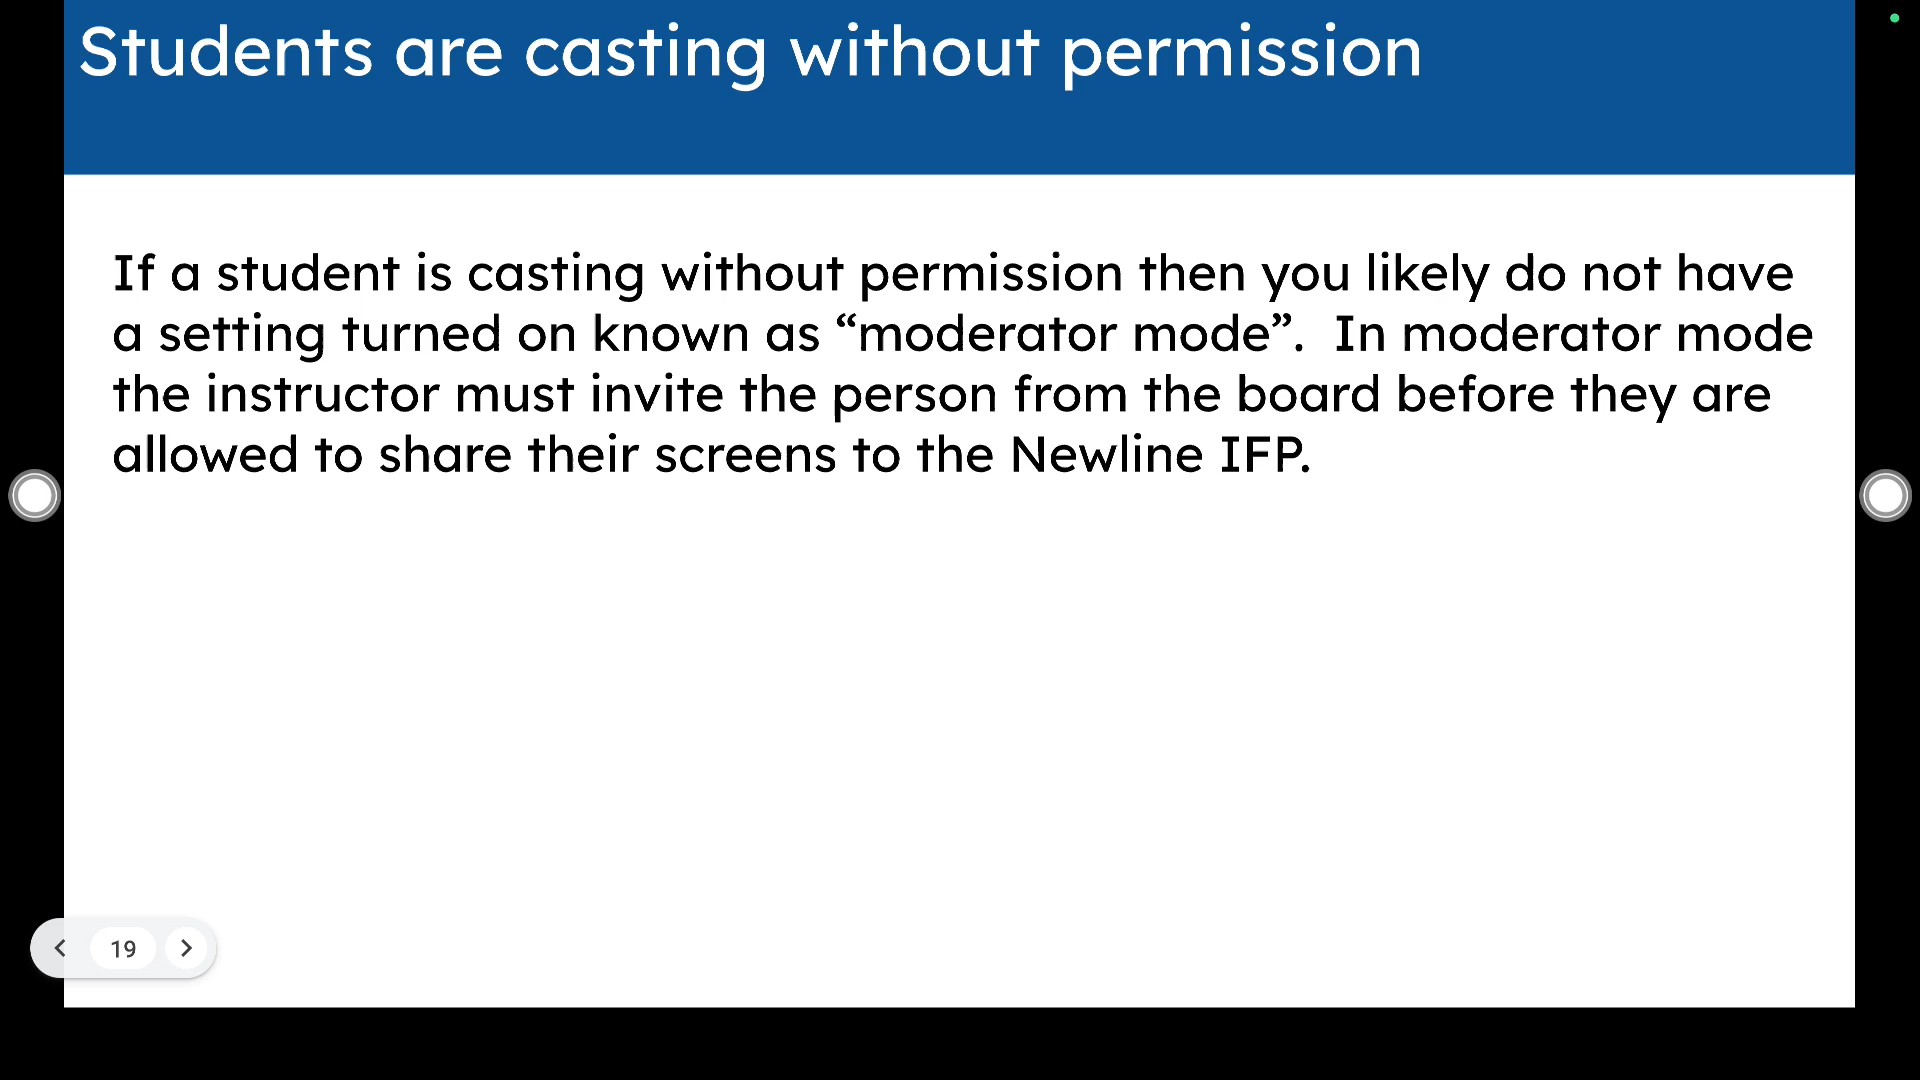 Students are casting without permission
If a student is casting without permission then you likely do not have
a setting turned on known as “moderator mode”.  In moderator mode
the instructor must invite the person from the board before they are
allowed to share their screens to the Newline IFP.
19